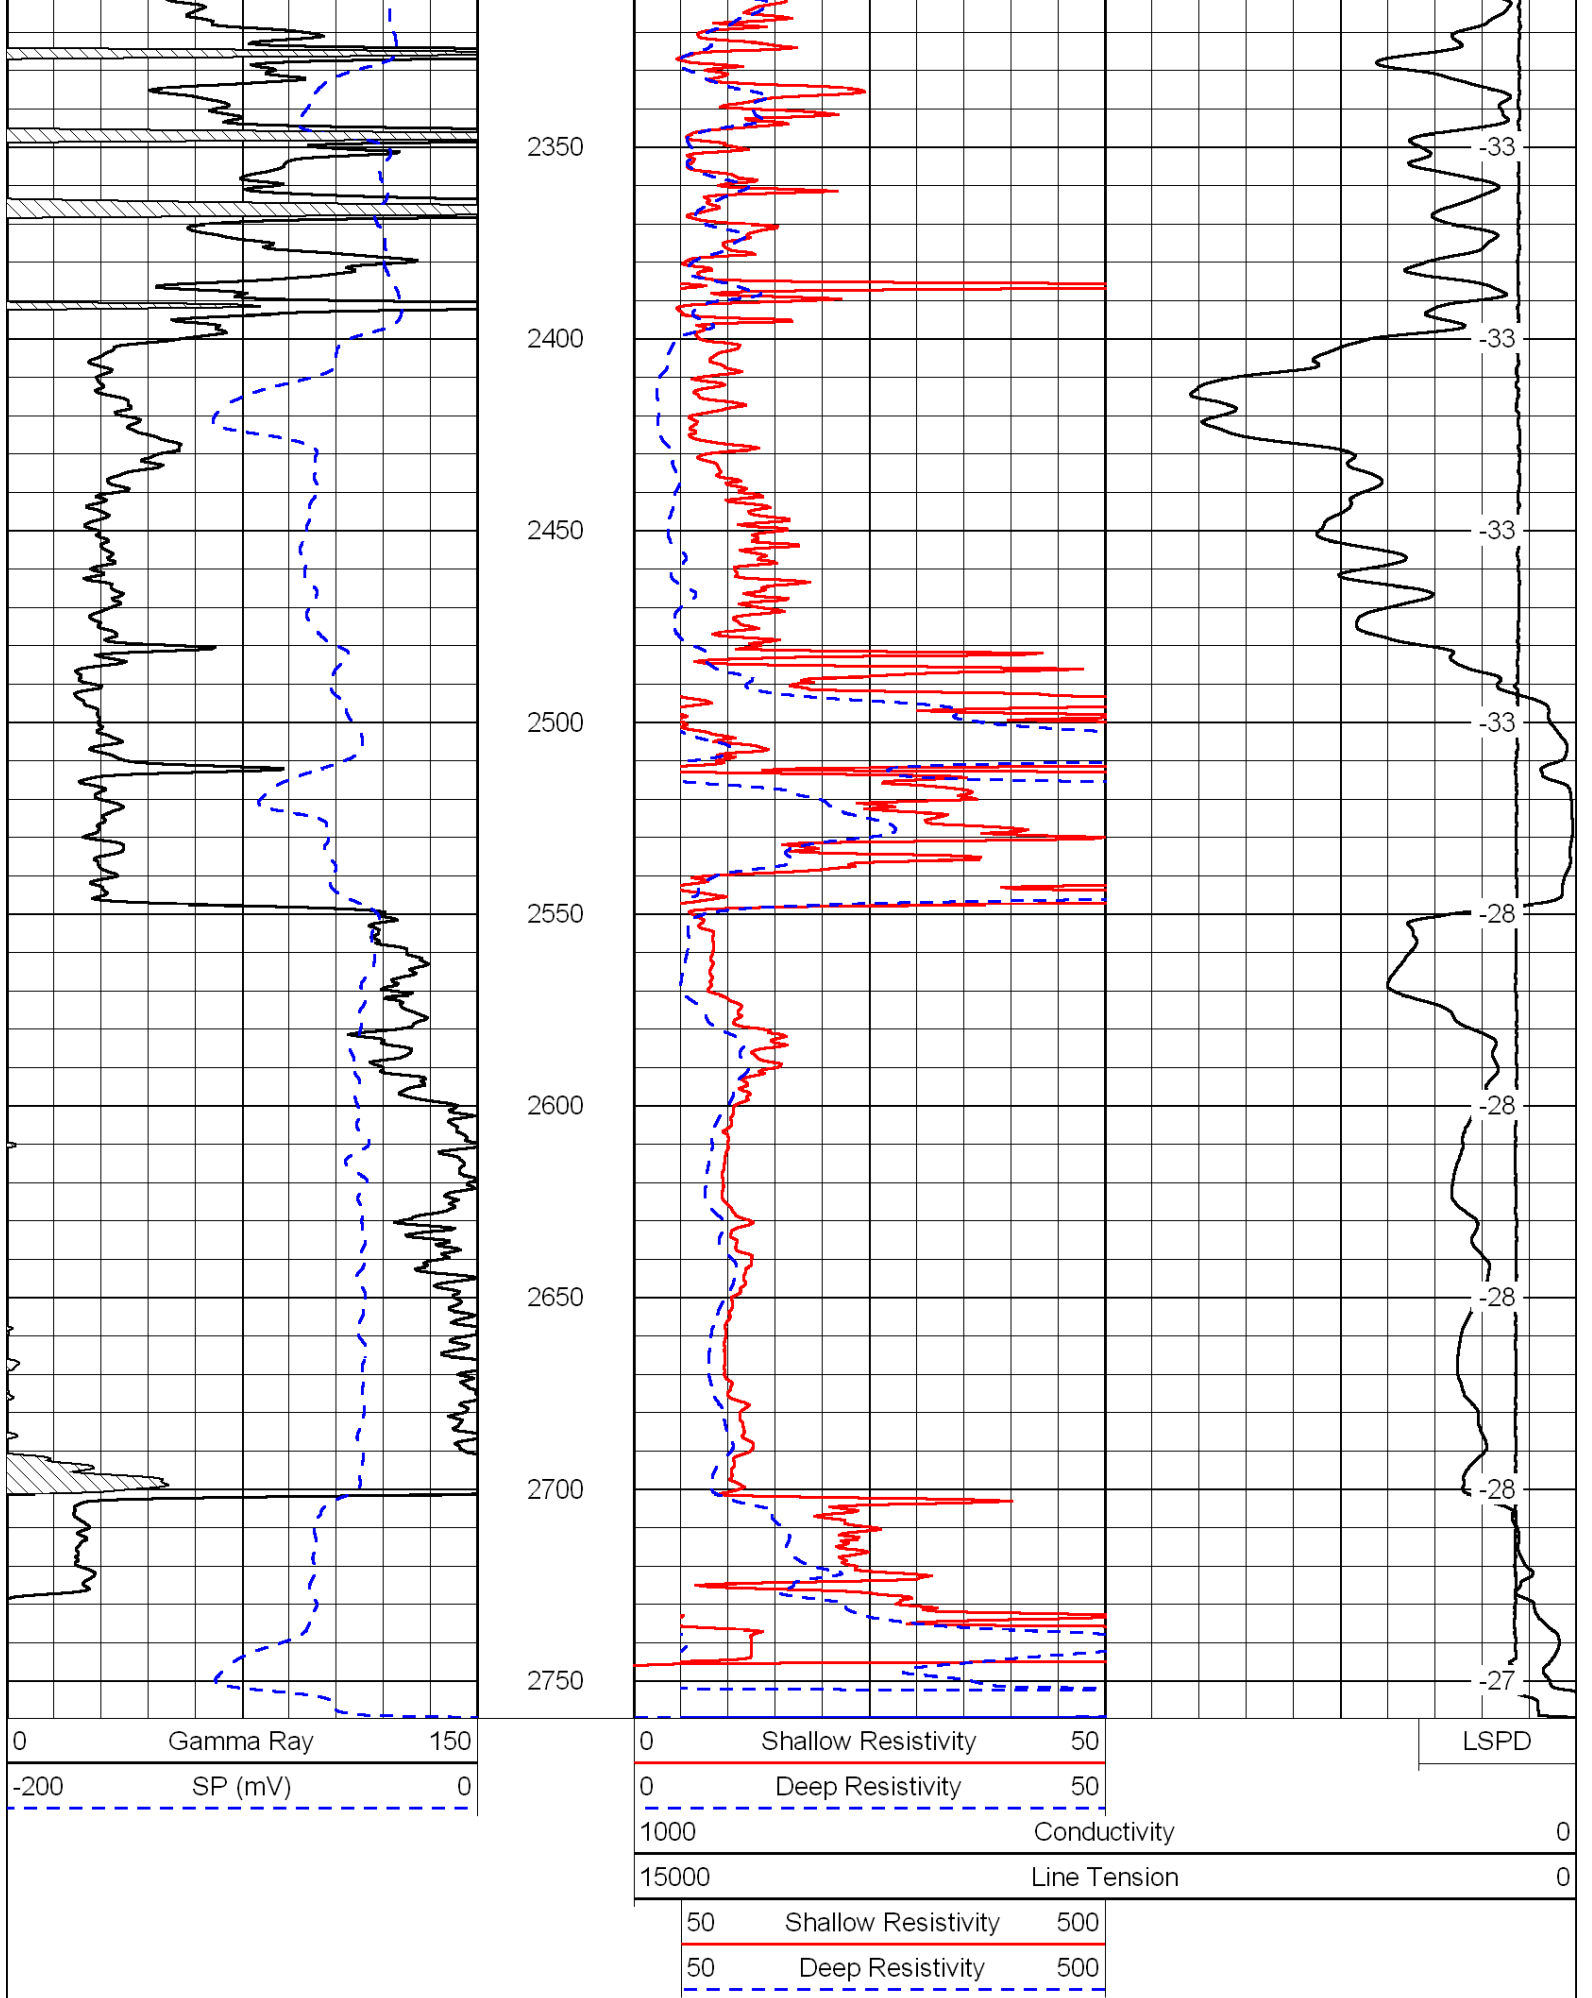 2350 -33
2400 -33
2450 -33
2500 -33
2550 -28
2600 -28
2650 -28
2700 -28
2750 -27
0 Gamma Ray 150 0 Shallow Resistivity 50 LSPD
-200 SP (mV) 0 0 Deep Resistivity 50
1000 Conductivity 0
15000 Line Tension 0
50 Shallow Resistivity 500
50 Deep Resistivity 500